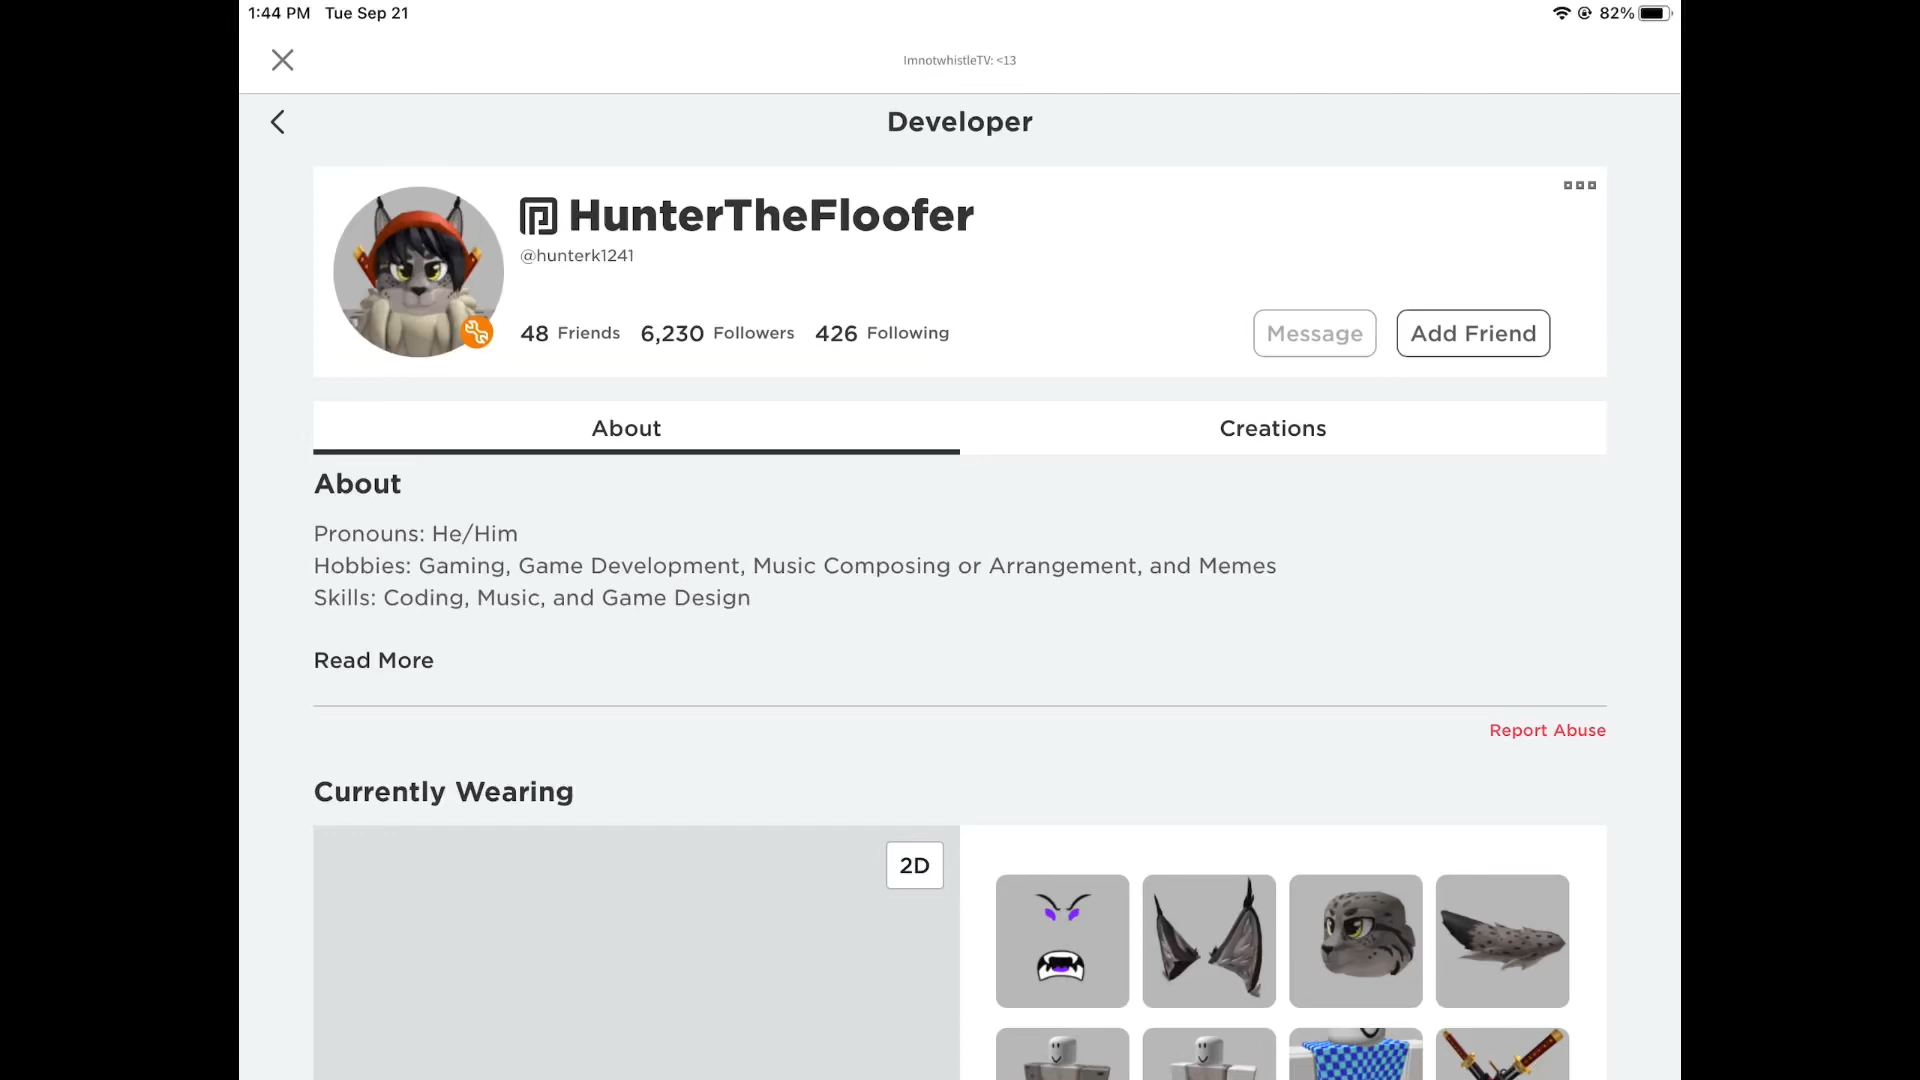 1:44 PM Tue Sep 21
82%
ImnotwhistleTV: <13
Developer
HunterTheFloofer
@hunterk1241
48 Friends 6,230 Followers 426 Following
Message
Add Friend
About
Creations
About
Pronouns: He/Him
Hobbies: Gaming, Game Development, Music Composing or Arrangement, and Memes
Skills: Coding, Music, and Game Design
Read More
Report Abuse
Currently Wearing
2D